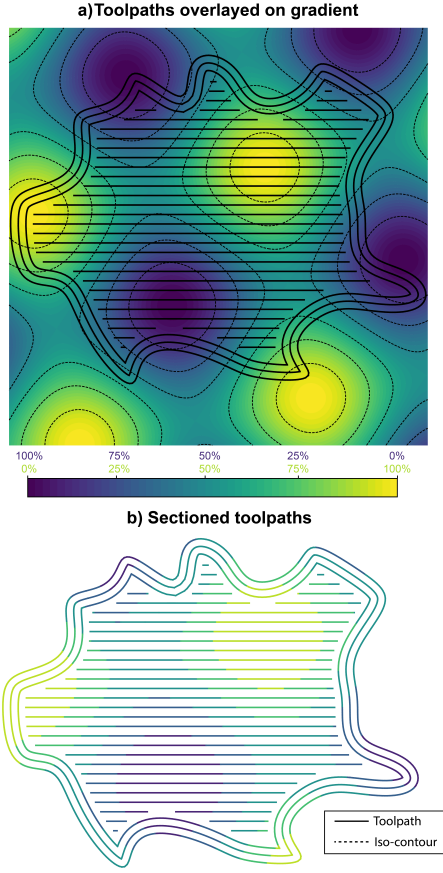 a)Toolpaths overlayed on gradient
100% 75% 50% 25% 0%
0% 25% 50% 75% 100%
b) Sectioned toolpaths
Toolpath
Iso-contour